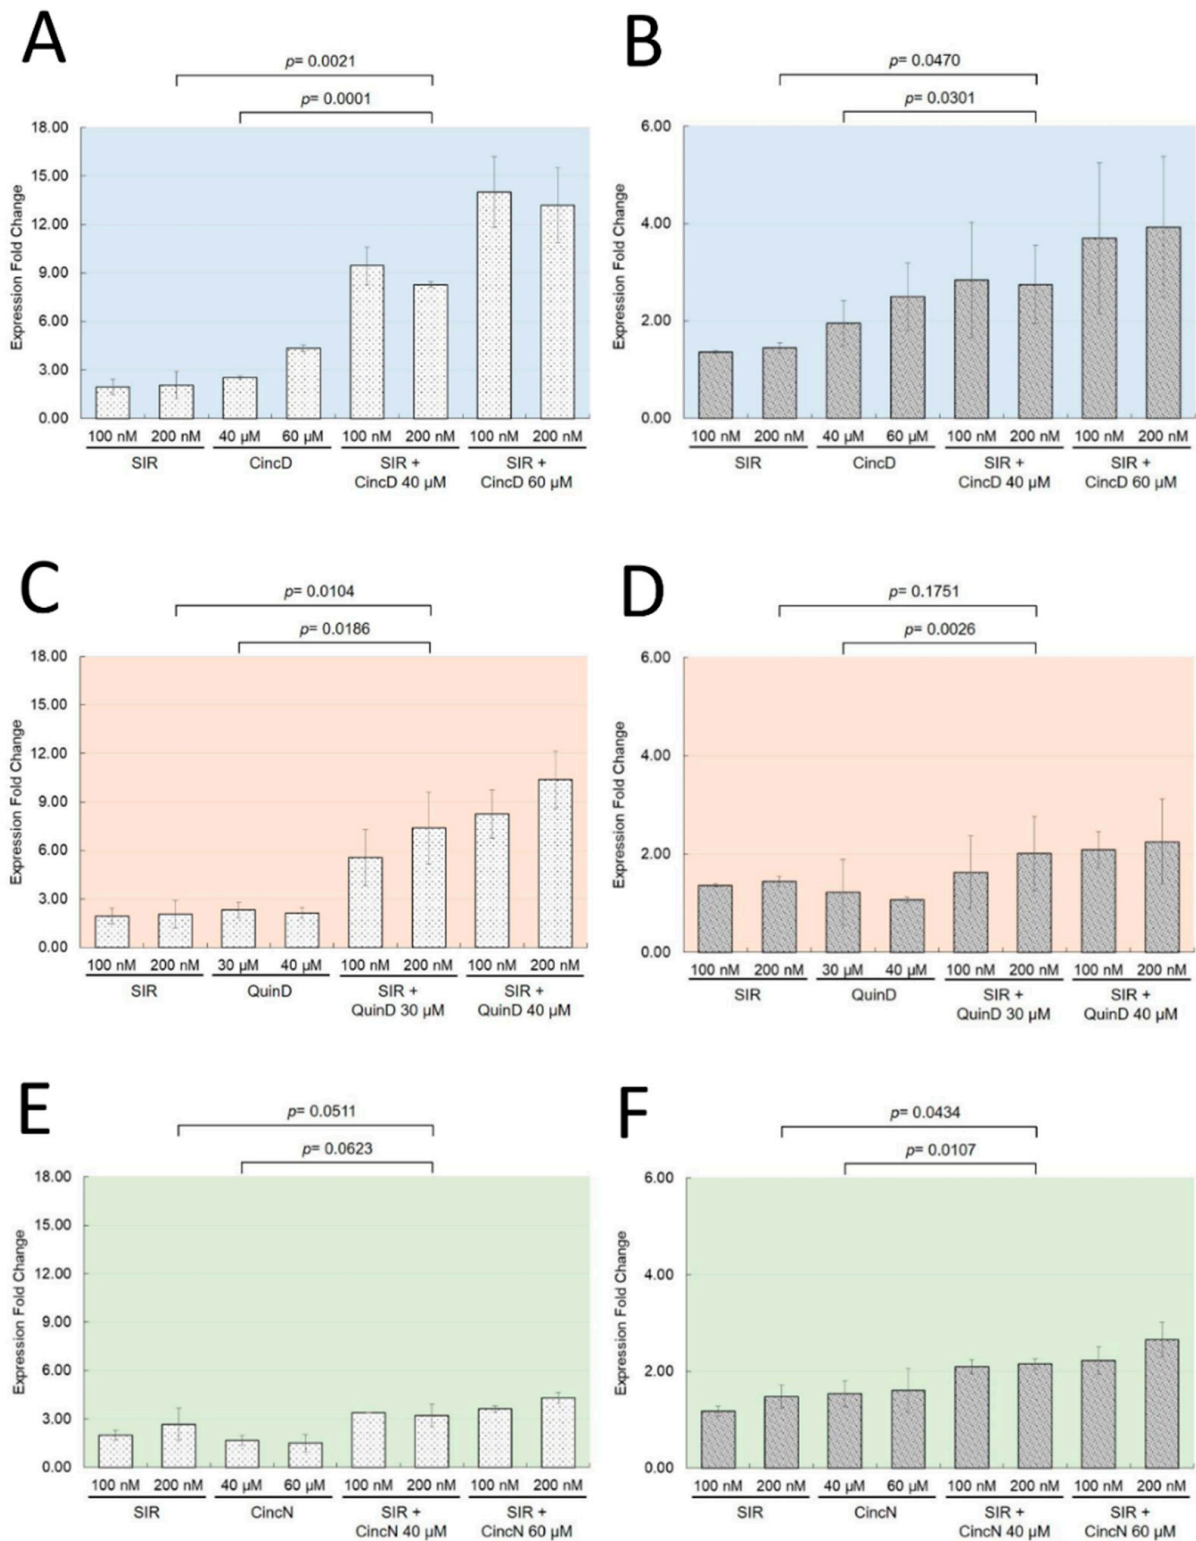 A
p= 0.0021
p= 0.0001
Expression Fold Change
18.00
15.00
12.00
9.00
6.00
3.00
0.00
100 nM 200 nM 40 μM 60 μM 100 nM 200 nM 100 nM 200 nM
SIR CincD SIR + SIR +
CincD 40 μM CincD 60 μM
B
p= 0.0470
p= 0.0301
Expression Fold Change
6.00
4.00
2.00
0.00
100 nM 200 nM 40 μM 60 μM 100 nM 200 nM 100 nM 200 nM
SIR CincD SIR + SIR +
CincD 40 μM CincD 60 μM
C
p= 0.0104
p= 0.0186
Expression Fold Change
18.00
15.00
12.00
9.00
6.00
3.00
0.00
100 nM 200 nM 30 μM 40 μM 100 nM 200 nM 100 nM 200 nM
SIR QuinD SIR + SIR +
QuinD 30 μM QuinD 40 μM
D
p= 0.1751
p= 0.0026
Expression Fold Change
6.00
4.00
2.00
0.00
100 nM 200 nM 30 μM 40 μM 100 nM 200 nM 100 nM 200 nM
SIR QuinD SIR + SIR +
QuinD 30 μM QuinD 40 μM
E
p= 0.0511
p= 0.0623
Expression Fold Change
18.00
15.00
12.00
9.00
6.00
3.00
0.00
100 nM 200 nM 40 μM 60 μM 100 nM 200 nM 100 nM 200 nM
SIR CincN SIR + SIR +
CincN 40 μM CincN 60 μM
F
p= 0.0434
p= 0.0107
Expression Fold Change
6.00
4.00
2.00
0.00
100 nM 200 nM 40 μM 60 μM 100 nM 200 nM 100 nM 200 nM
SIR CincN SIR + SIR +
CincN 40 μM CincN 60 μM